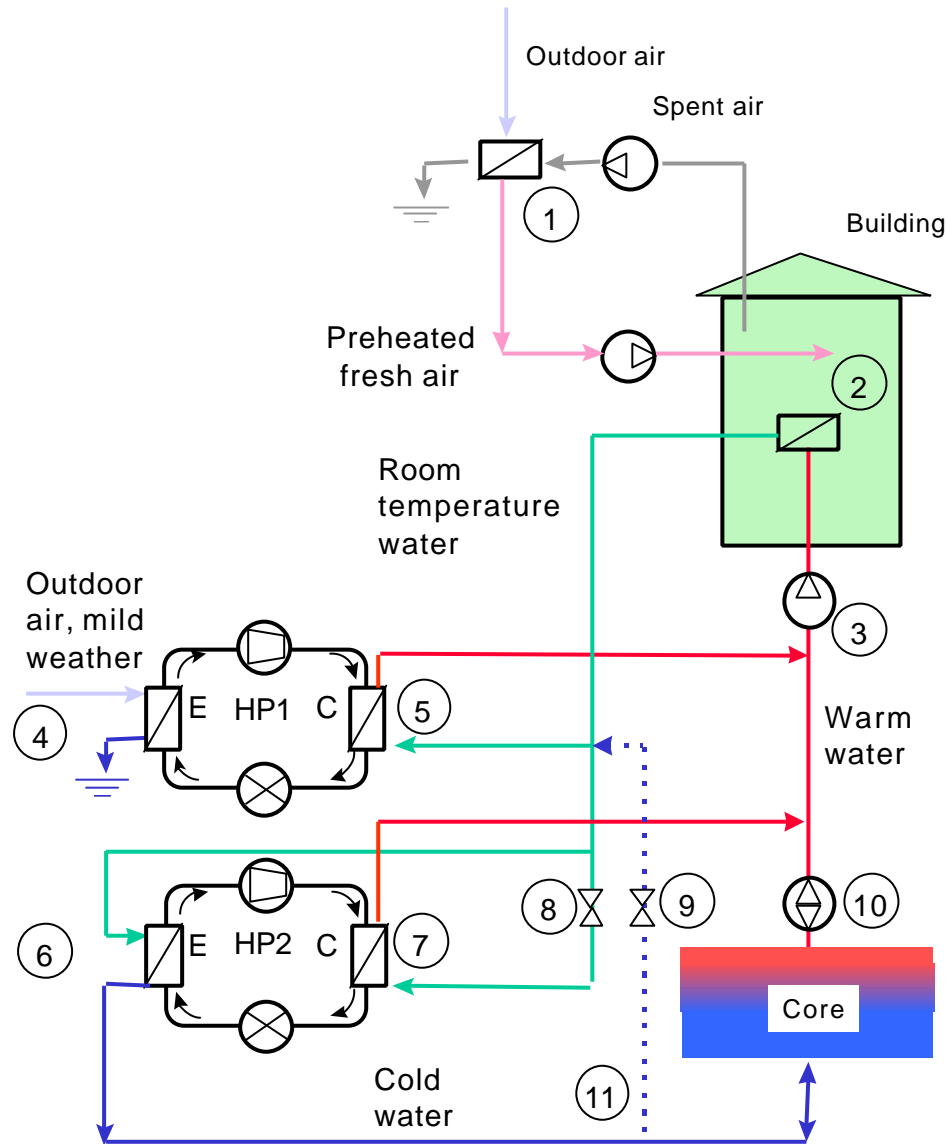 Outdoor air
Spent air
1
Building
Preheated
fresh air
2
Room
temperature
water
Outdoor
air, mild
weather
3
E
HP1
C
5
4
Warm
water
8
9
10
E
HP2
C
7
6
Core
Cold
water
11